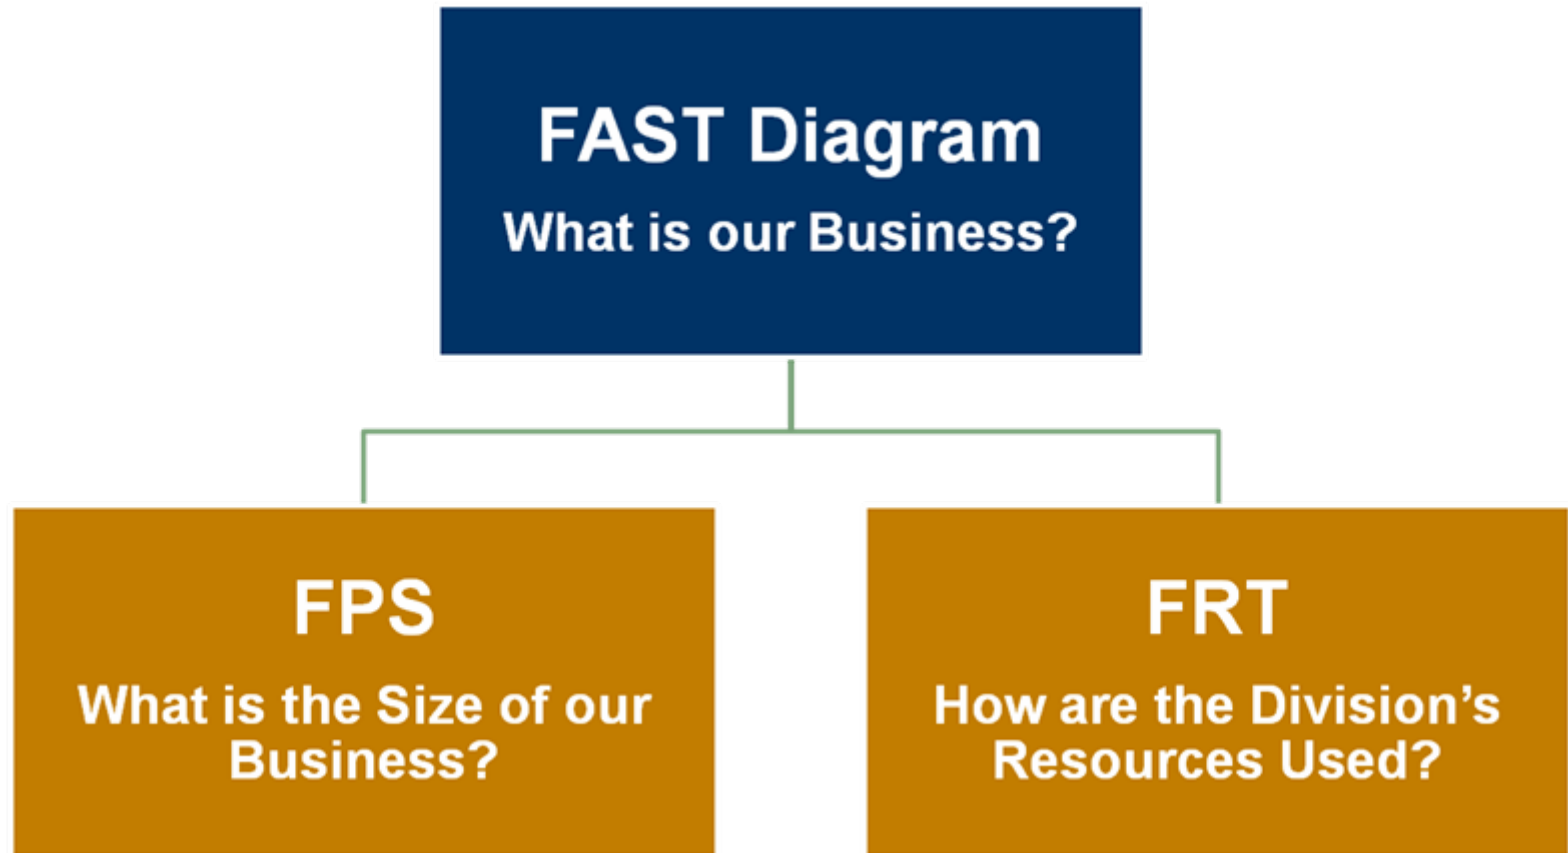 FAST Diagram
What is our Business?
FPS
What is the Size of our
Business?
FRT
How are the Division’s
Resources Used?